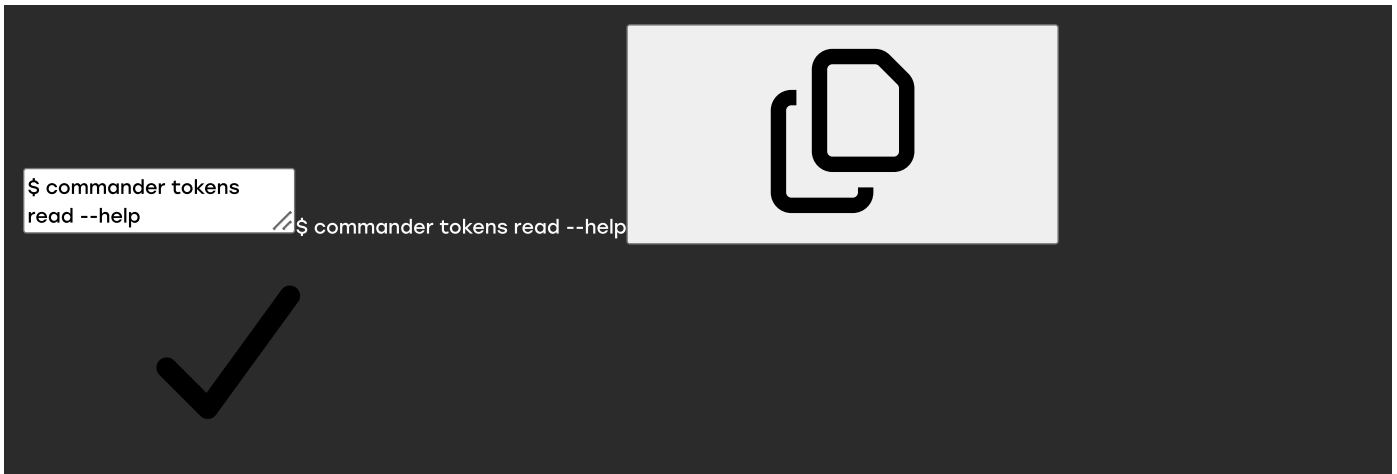 $ commander tokens
read --help
$ commander tokens read --help